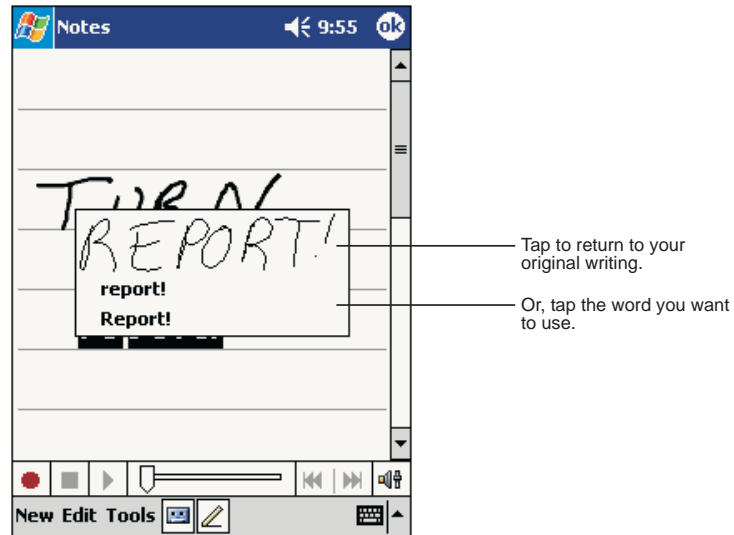 Notes 9:55 ok
TURN
REPORT!
report!
Report!
Tap to return to your
original writing.
Or, tap the word you want
to use.
New Edit Tools